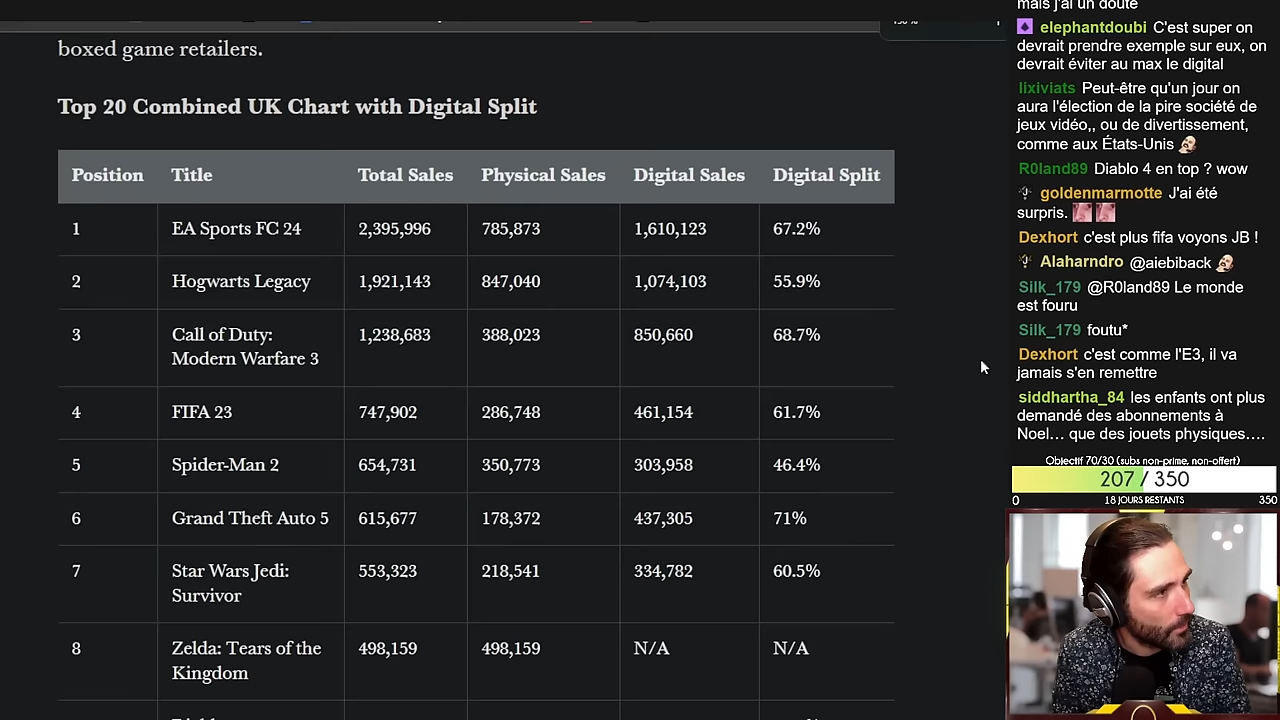 boxed game retailers.
Top 20 Combined UK Chart with Digital Split
Position Title Total Sales Physical Sales Digital Sales Digital Split
1 EA Sports FC 24 2,395,996 785,873 1,610,123 67.2%
2 Hogwarts Legacy 1,921,143 847,040 1,074,103 55.9%
3 Call of Duty: 1,238,683 388,023 850,660 68.7%
Modern Warfare 3
4 FIFA 23 747,902 286,748 461,154 61.7%
5 Spider-Man 2 654,731 350,773 303,958 46.4%
6 Grand Theft Auto 5 615,677 178,372 437,305 71%
7 Star Wars Jedi: 553,323 218,541 334,782 60.5%
Survivor
8 Zelda: Tears of the 498,159 498,159 N/A N/A
Kingdom
mais j'ai un doute
elephantdoubi C'est super on
devrait prendre exemple sur eux, on
devrait éviter au max le digital
lixiviats Peut-être qu'un jour on
aura l'élection de la pire société de
jeux vidéo,, ou de divertissement,
comme aux États-Unis
R0land89 Diablo 4 en top ? wow
goldenmarmotte J'ai été
surpris.
Dexhort c'est plus fifa voyons JB !
Alaharndro @aiebiback
Silk_179 @R0land89 Le monde
est fouru
Silk_179 foutu*
Dexhort c'est comme l'E3, il va
jamais s'en remettre
siddhartha_84 les enfants ont plus
demandé des abonnements à
Noel… que des jouets physiques….
Objectif 70/30 (subs non-prime, non-offert)
207 / 350
0 18 JOURS RESTANTS 350